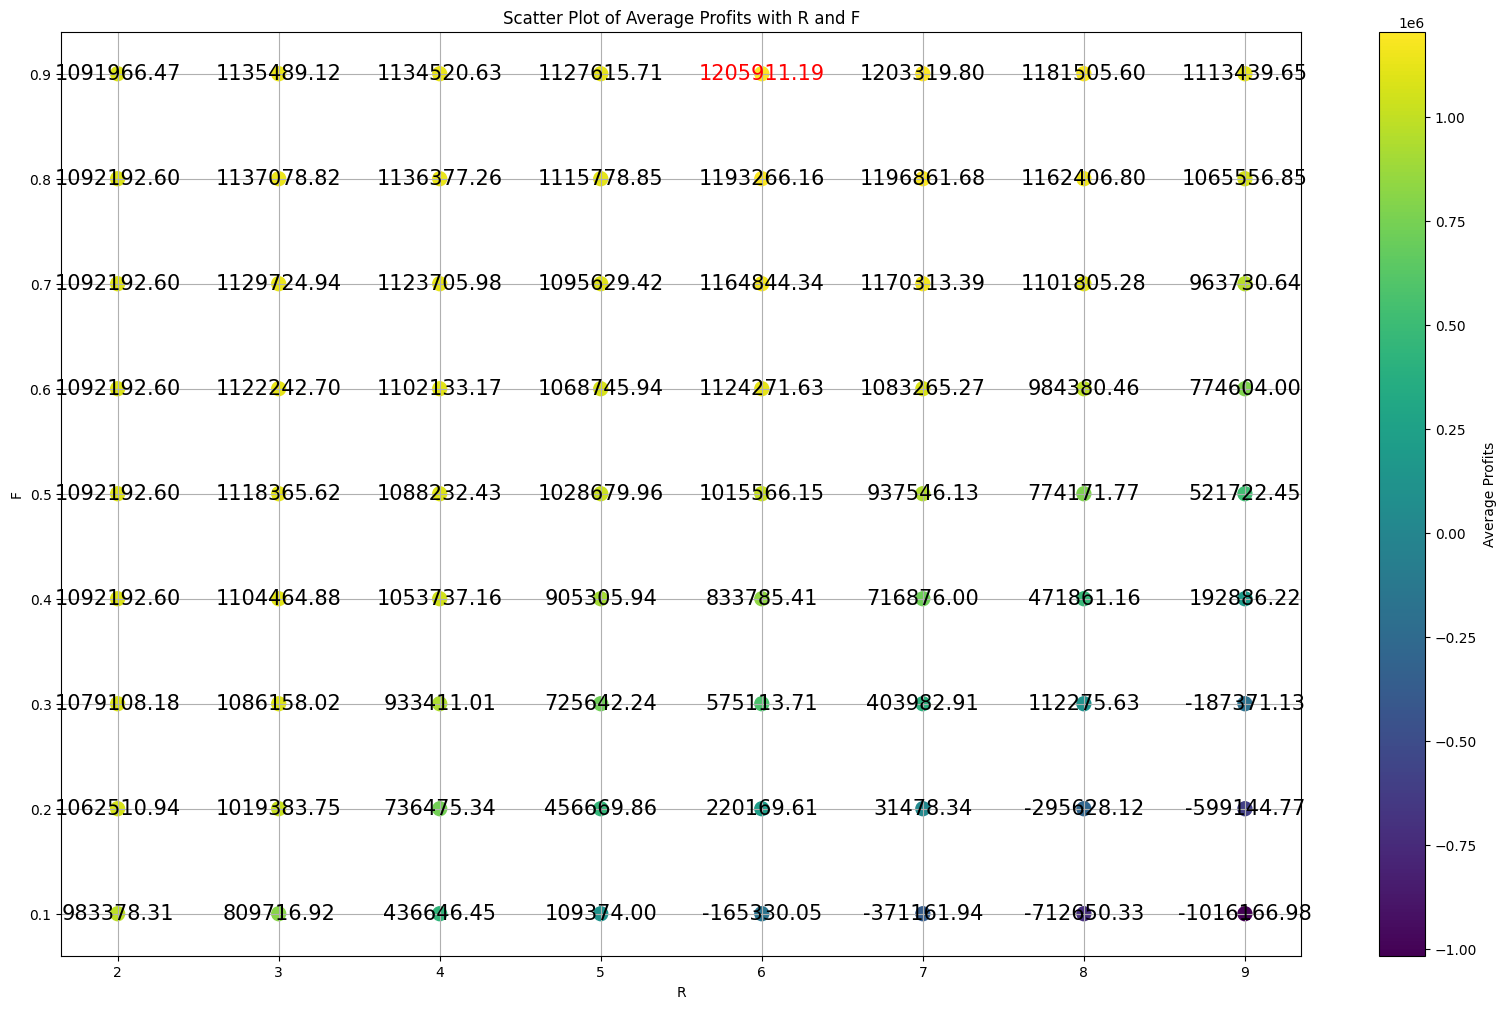 Scatter Plot of Average Profits with R and F
1e6
0.9 1091966.47 1135489.12 1134520.63 1127615.71 1205911.19 1203319.80 1181505.60 1113439.65
1.00
0.8 1092192.60 1137078.82 1136377.26 1115778.85 1193266.16 1196861.68 1162406.80 1065556.85
0.75
0.7 1092192.60 1129724.94 1123705.98 1095629.42 1164844.34 1170313.39 1101805.28 963730.64
0.50
0.6 1092192.60 1122242.70 1102133.17 1068745.94 1124271.63 1083265.27 984380.46 774604.00
0.25
F
0.5 1092192.60 1118365.62 1088232.43 1028679.96 1015566.15 937546.13 774171.77 521722.45
Average Profits
0.00
0.4 1092192.60 1104464.88 1053737.16 905305.94 833785.41 716876.00 471861.16 192886.22
−0.25
0.3 1079108.18 1086158.02 933411.01 725642.24 575113.71 403982.91 112275.63 -187371.13
−0.50
0.2 1062510.94 1019383.75 736475.34 456669.86 220169.61 31478.34 -295628.12 -599144.77
−0.75
0.1 983378.31 809716.92 436646.45 109374.00 -165330.05 -371161.94 -712650.33
−1.00
2 3 4 5 6 7 8 9
R